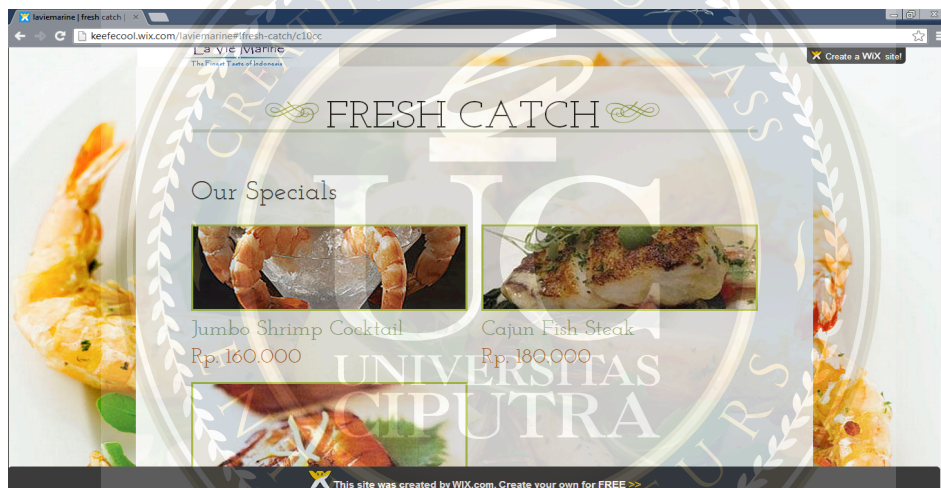 laviemarine | fresh catch |
keefecool.wix.com/laviemarine#!fresh-catch/c10cc
La Vie Marine
The Finest Taste of Indonesia
Create a WiX site!
FRESH CATCH
Our Specials
Jumbo Shrimp Cocktail
Rp. 160.000
Cajun Fish Steak
Rp. 180.000
UC
UNIVERSITAS
CIPUTRA
This site was created by WIX.com. Create your own for FREE >>